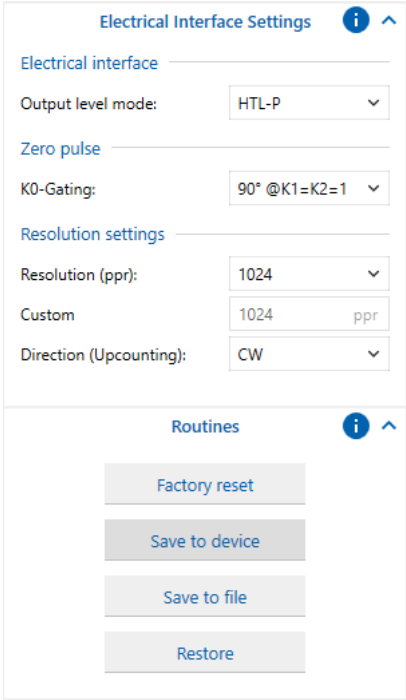 Electrical Interface Settings i
Electrical interface
Output level mode: HTL-P
Zero pulse
K0-Gating: 90° @K1=K2=1
Resolution settings
Resolution (ppr): 1024
Custom 1024 ppr
Direction (Upcounting): CW
Routines i
Factory reset
Save to device
Save to file
Restore